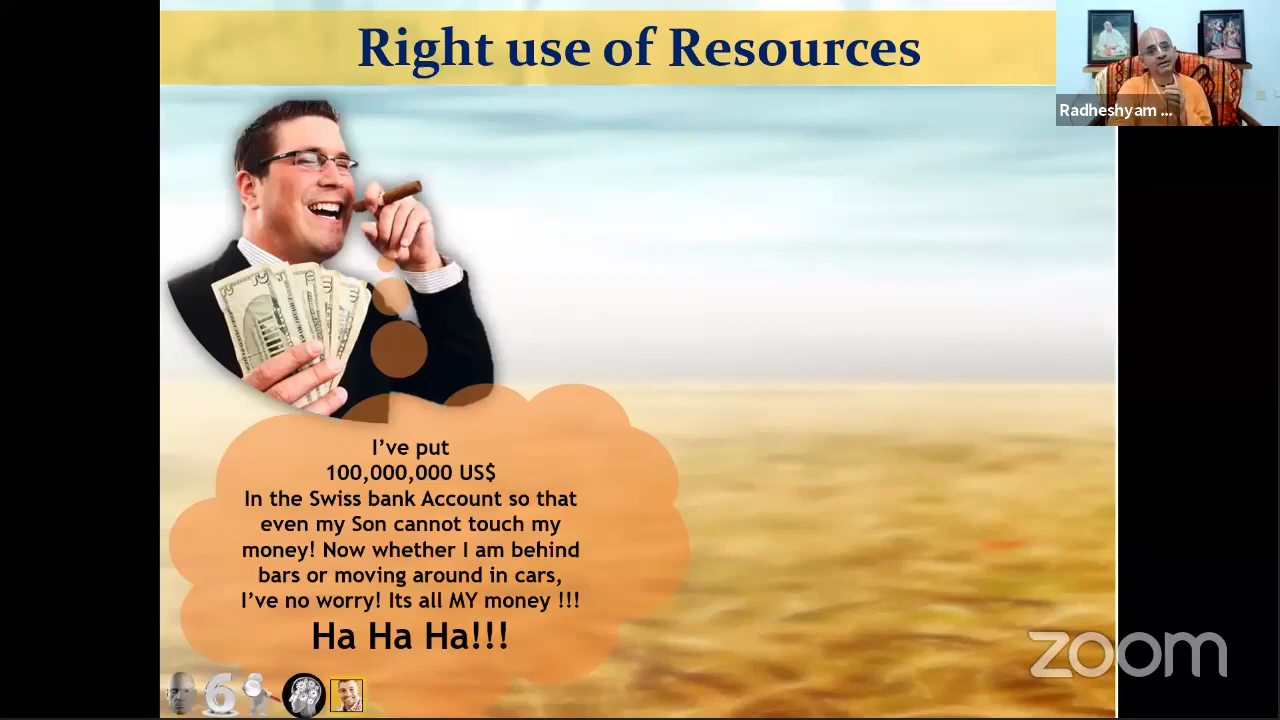 Right use of Resources
Radheshyam ...
I've put
100,000,000 US$
In the Swiss bank Account so that
even my Son cannot touch my
money! Now whether I am behind
bars or moving around in cars,
I've no worry! Its all MY money !!!
Ha Ha Ha!!!
6
zoom